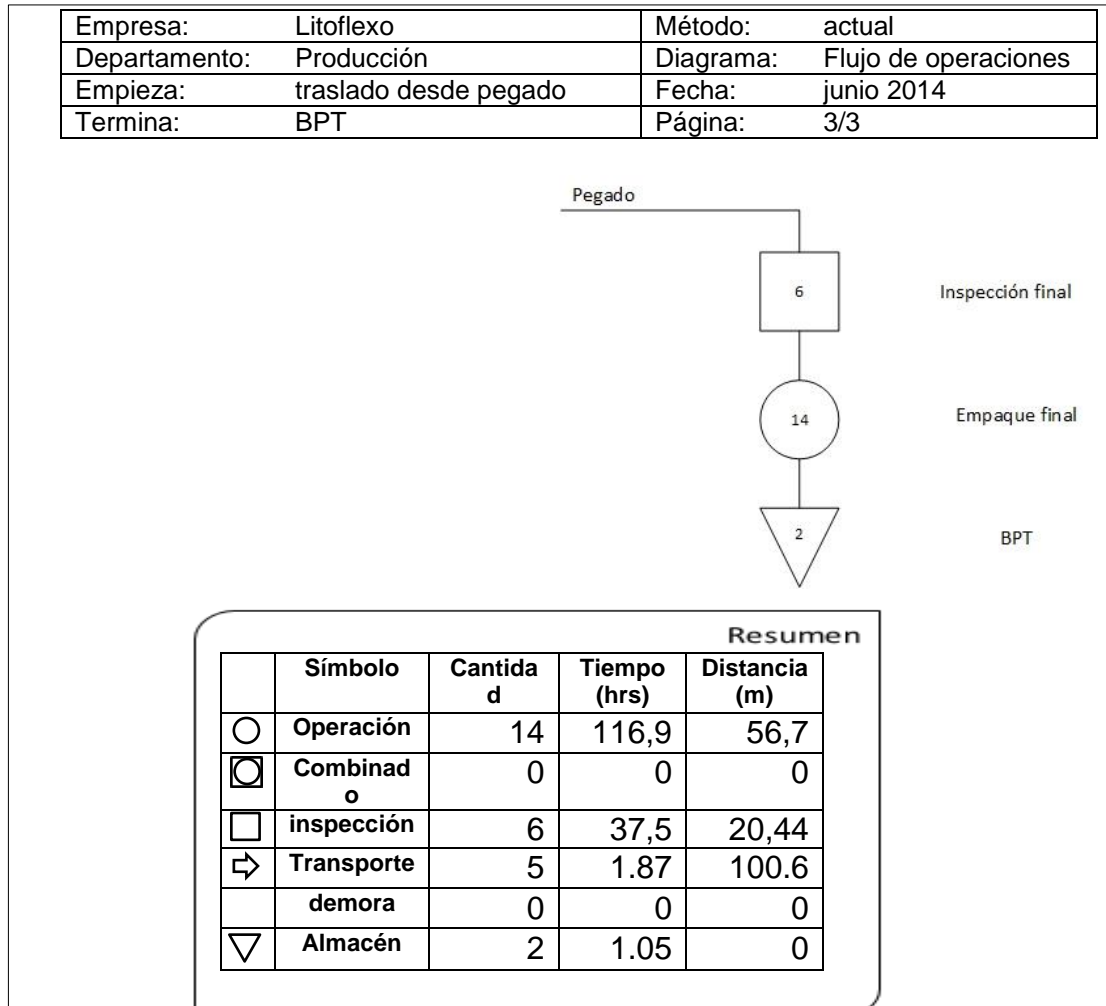 Empresa: Litoflexo Método: actual
Departamento: Producción Diagrama: Flujo de operaciones
Empieza: traslado desde pegado Fecha: junio 2014
Termina: BPT Página: 3/3
Pegado
6 Inspección final
14 Empaque final
2 BPT
Resumen
Símbolo Cantida Tiempo Distancia
d (hrs) (m)
Operación 14 116,9 56,7
Combinad 0 0 0
o
inspección 6 37,5 20,44
Transporte 5 1.87 100.6
demora 0 0 0
Almacén 2 1.05 0